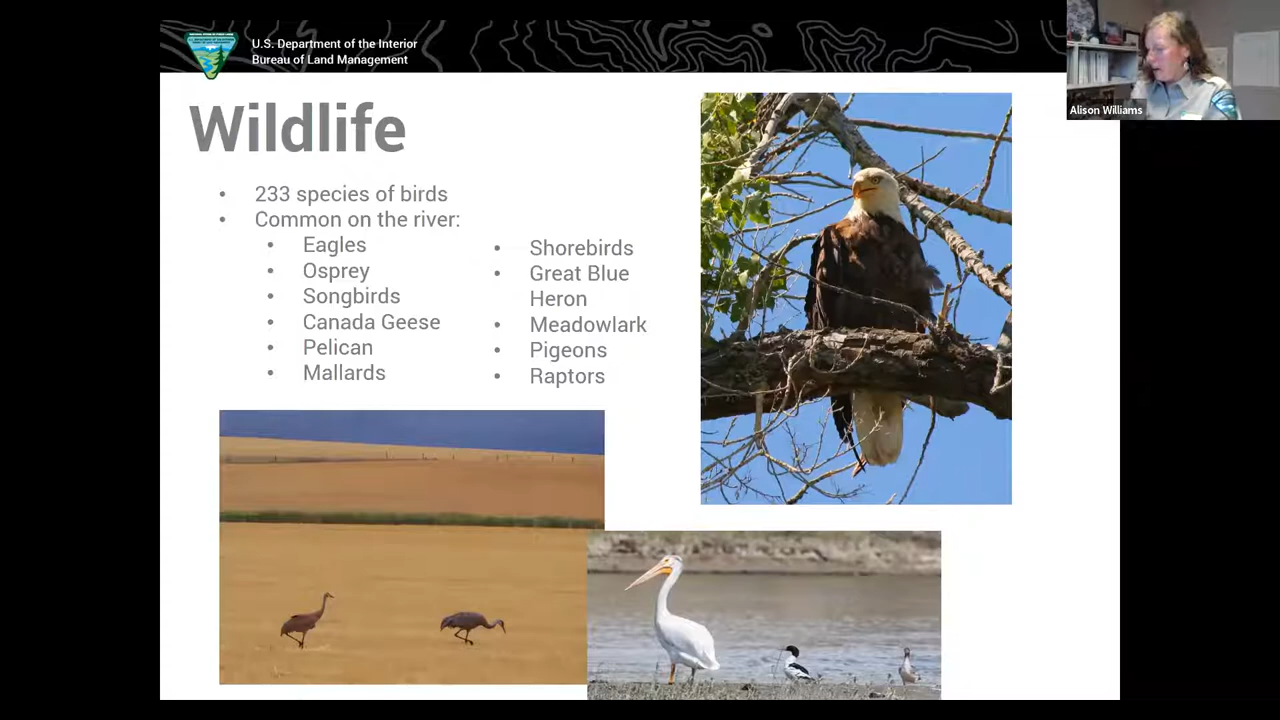 U.S. Department of the Interior
Bureau of Land Management
Alison Williams
Wildlife
• 233 species of birds
• Common on the river:
• Eagles
• Osprey
• Songbirds
• Canada Geese
• Pelican
• Mallards
• Shorebirds
• Great Blue
Heron
• Meadowlark
• Pigeons
• Raptors